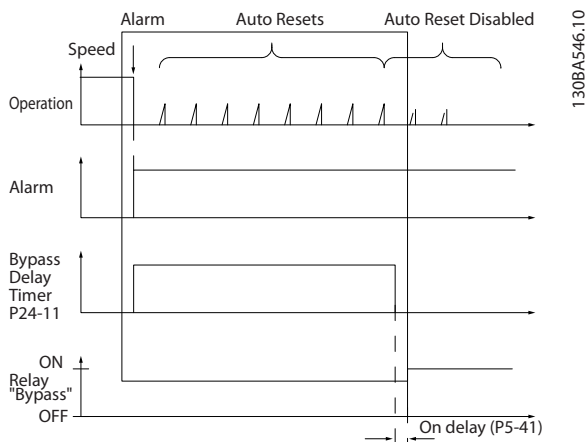 Alarm
Auto Resets
Auto Reset Disabled
Speed
Operation
Alarm
Bypass
Delay
Timer
P24-11
ON
Relay
"Bypass"
OFF
On delay (P5-41)
130BA546.10